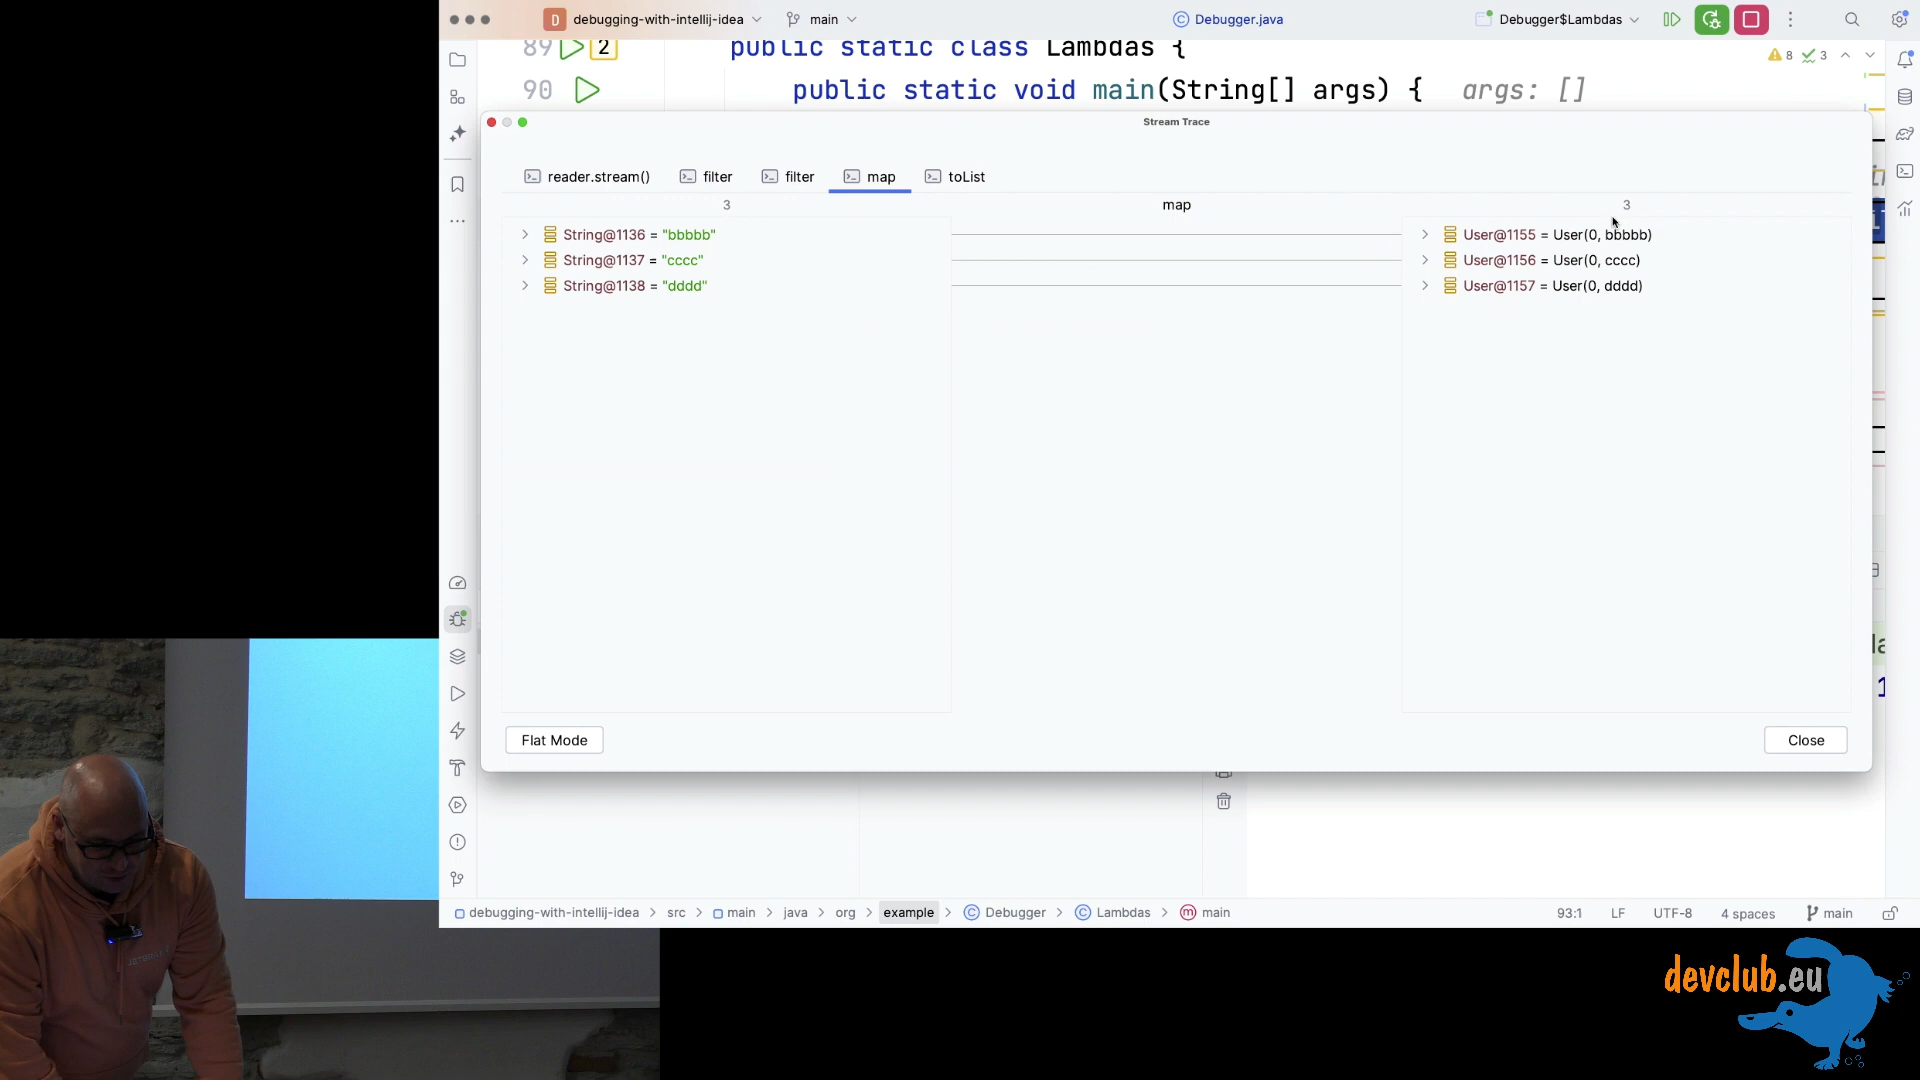 D debugging-with-intellij-idea main Debugger.java Debugger$Lambdas
89 2 public static class Lambdas { 8 3
90 public static void main(String[] args) { args: []
Stream Trace
reader.stream() filter filter map toList
3 map 3
String@1136 = "bbbbb" User@1155 = User(0, bbbbb)
String@1137 = "cccc" User@1156 = User(0, cccc)
String@1138 = "dddd" User@1157 = User(0, dddd)
Flat Mode Close
debugging-with-intellij-idea src main java org example Debugger Lambdas main 93:1 LF UTF-8 4 spaces main
devclub.eu